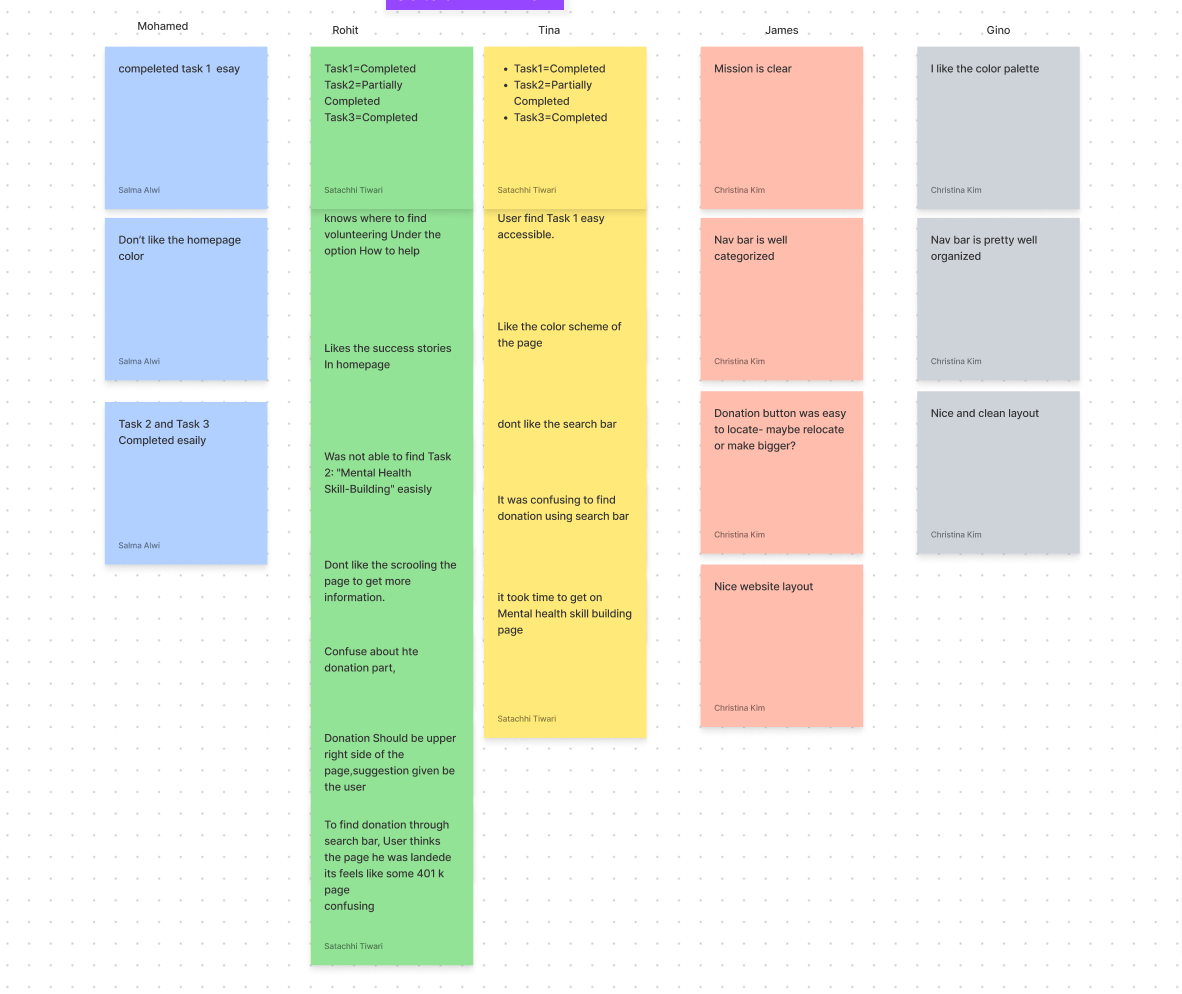 Mohamed
compeleted task 1  esay
Salma Alwi
Don't like the homepage
color
Salma Alwi
Task 2 and Task 3
Completed esaily
Salma Alwi
Rohit
Task1=Completed
Task2=Partially
Completed
Task3=Completed
Satachhi Tiwari
knows where to find
volunteering Under the
option How to help
Likes the success stories
In homepage
Was not able to find Task
2: "Mental Health
Skill-Building" easisly
Dont like the scrooling the
page to get more
information.
Confuse about hte
donation part,
Donation Should be upper
right side of the
page,suggestion given be
the user
To find donation through
search bar, User thinks
the page he was landede
its feels like some 401 k
page
confusing
Satachhi Tiwari
Tina
• Task1=Completed
• Task2=Partially
Completed
• Task3=Completed
Satachhi Tiwari
User find Task 1 easy
accessible.
Like the color scheme of
the page
dont like the search bar
It was confusing to find
donation using search bar
it took time to get on
Mental health skill building
page
Satachhi Tiwari
James
Mission is clear
Christina Kim
Nav bar is well
categorized
Christina Kim
Donation button was easy
to locate- maybe relocate
or make bigger?
Christina Kim
Nice website layout
Christina Kim
Gino
I like the color palette
Christina Kim
Nav bar is pretty well
organized
Christina Kim
Nice and clean layout
Christina Kim